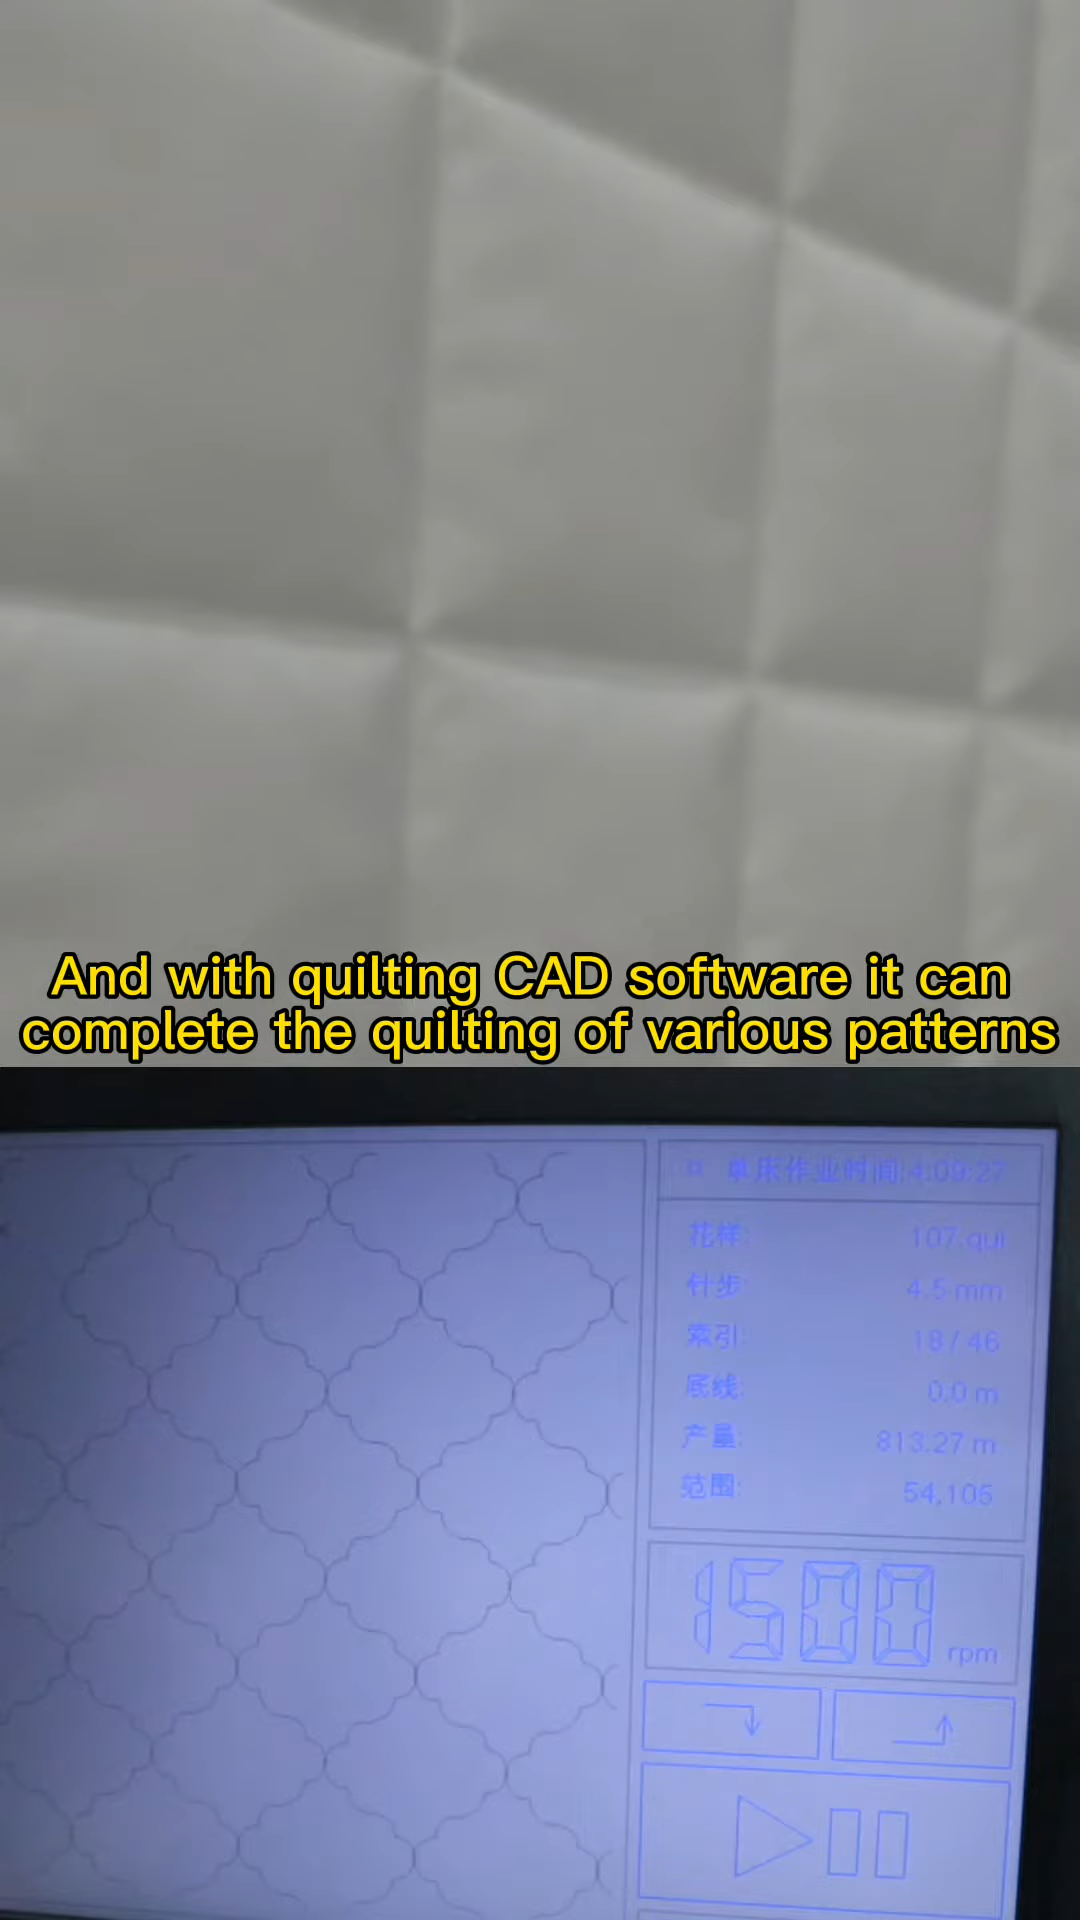 And with quilting CAD software it can
complete the quilting of various patterns
单床作业时间:4:09:27
花样: 107.qui
针步: 4.5 mm
索引: 18 / 46
底线: 0.0 m
产量: 813.27 m
范围: 54,105
1500 rpm